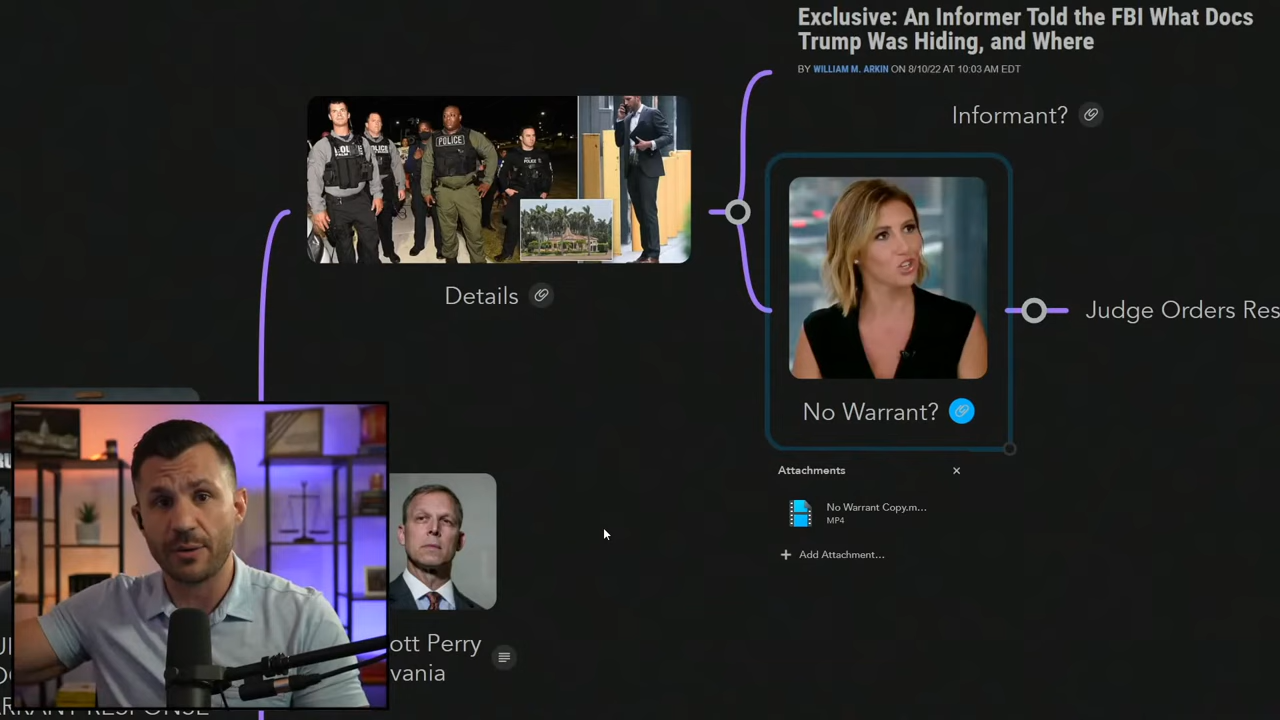 Exclusive: An Informer Told the FBI What Docs
Trump Was Hiding, and Where
BY WILLIAM M. ARKIN ON 8/10/22 AT 10:03 AM EDT
Informant?
POLICE
POLICE
Details
No Warrant?
Judge Orders Res
Attachments
No Warrant Copy.m...
MP4
Add Attachment...
ott Perry
vania